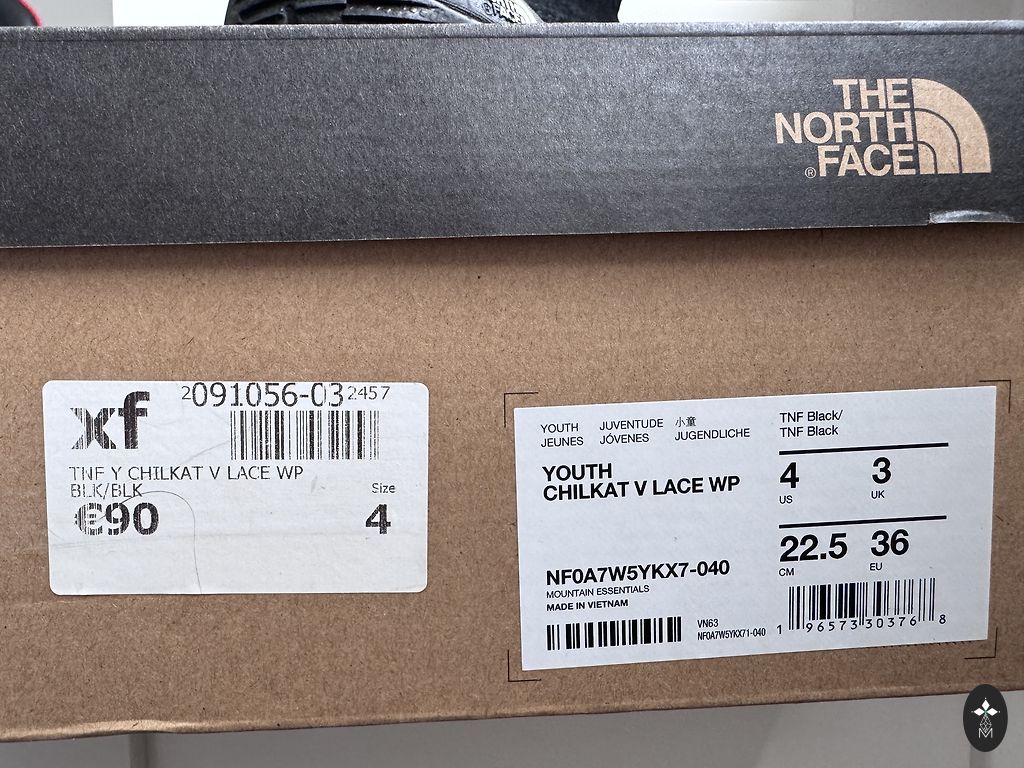 THE
NORTH
FACE
®
xf
2091056-032457
TNF Y CHILKAT V LACE WP
BLK/BLK
Size
€90
4
YOUTH JUVENTUDE 小童
JEUNES JÓVENES JUGENDLICHE
TNF Black/
TNF Black
YOUTH
CHILKAT V LACE WP
4 3
US UK
22.5 36
CM EU
NF0A7W5YKX7-040
MOUNTAIN ESSENTIALS
MADE IN VIETNAM
VN63
NF0A7W5YKX71-040
1 96573 30376 8
M